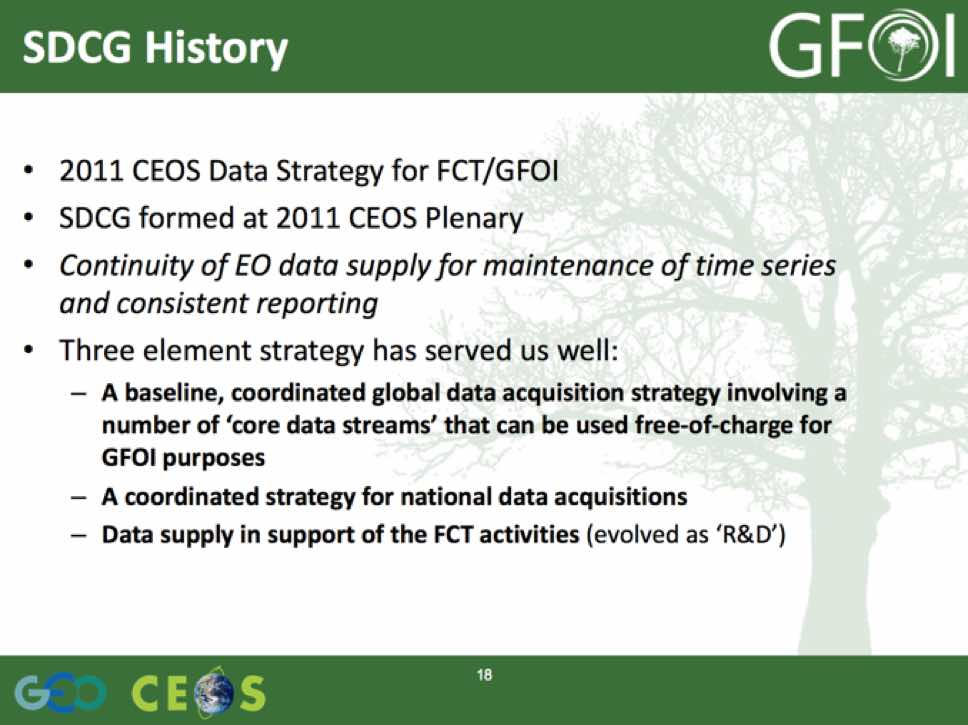 SDCG History
GFOI
• 2011 CEOS Data Strategy for FCT/GFOI
• SDCG formed at 2011 CEOS Plenary
• Continuity of EO data supply for maintenance of time series
and consistent reporting
• Three element strategy has served us well:
– A baseline, coordinated global data acquisition strategy involving a
number of ‘core data streams’ that can be used free-of-charge for
GFOI purposes
– A coordinated strategy for national data acquisitions
– Data supply in support of the FCT activities (evolved as ‘R&D’)
GEO CEOS
18